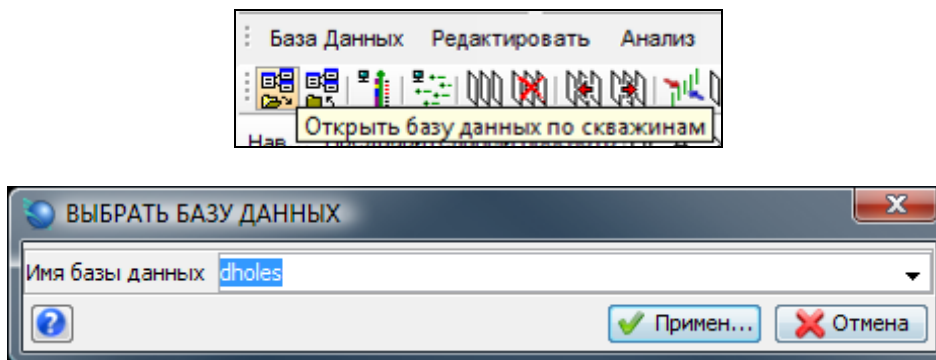 База Данных Редактировать Анализ
Открыть базу данных по скважинам
ВЫБРАТЬ БАЗУ ДАННЫХ
Имя базы данных dholes
Примен... Отмена